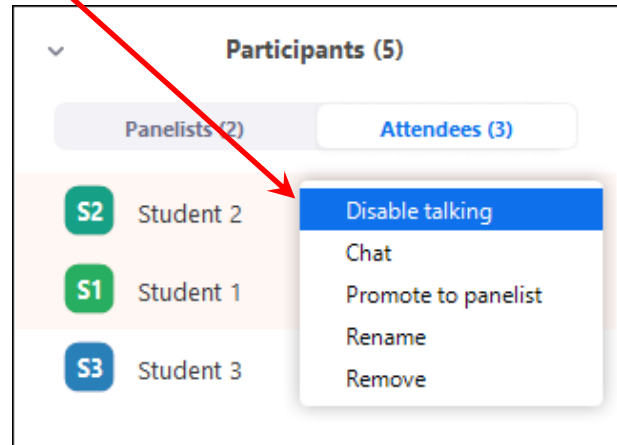 Participants (5)
Panelists (2)
Attendees (3)
S2 Student 2
S1 Student 1
S3 Student 3
Disable talking
Chat
Promote to panelist
Rename
Remove